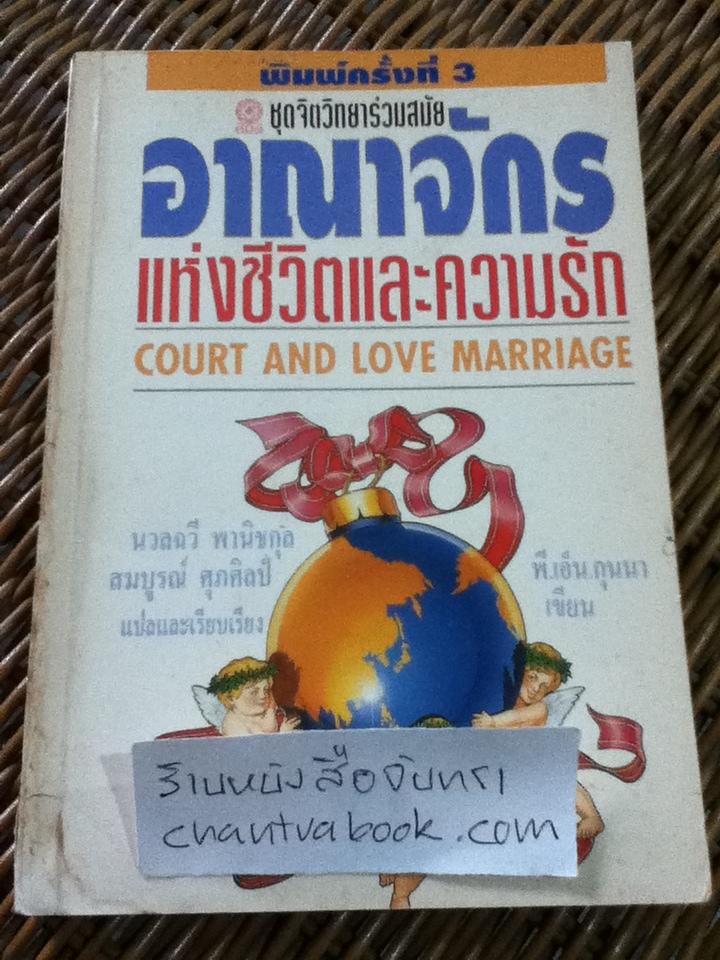 พิมพ์ครั้งที่ 3
ชุดจิตวิทยาร่วมสมัย
อาณาจักร
แห่งชีวิตและความรัก
COURT AND LOVE MARRIAGE
นวลฉวี พานิชกุล
สมบูรณ์ ศุภศิลป์
แปลและเรียบเรียง
พี.เอ็น.กุนนา
เขียน
ร้านหนังสือจันทรา
chantrabook.com